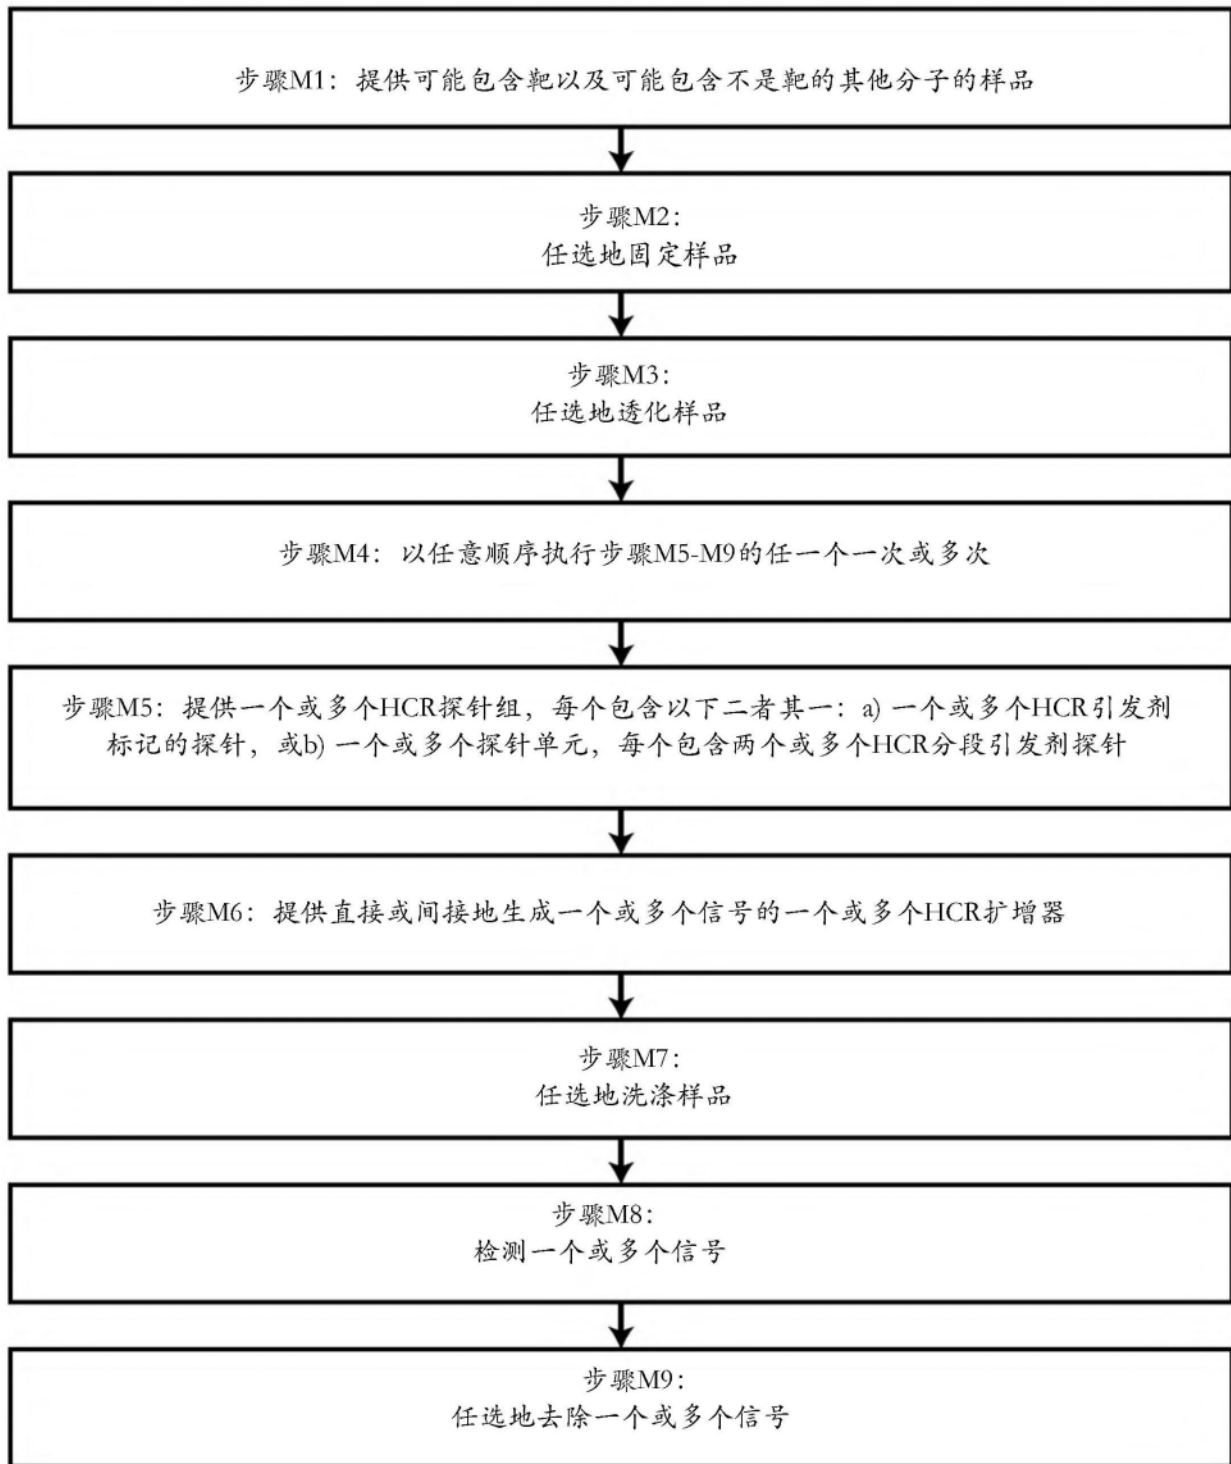 步骤M1：提供可能包含靶以及可能包含不是靶的其他分子的样品
步骤M2：
任选地固定样品
步骤M3：
任选地透化样品
步骤M4：以任意顺序执行步骤M5-M9的任一个一次或多次
步骤M5：提供一个或多个HCR探针组，每个包含以下二者其一：a) 一个或多个HCR引发剂
标记的探针，或b) 一个或多个探针单元，每个包含两个或多个HCR分段引发剂探针
步骤M6：提供直接或间接地生成一个或多个信号的一个或多个HCR扩增器
步骤M7：
任选地洗涤样品
步骤M8：
检测一个或多个信号
步骤M9：
任选地去除一个或多个信号